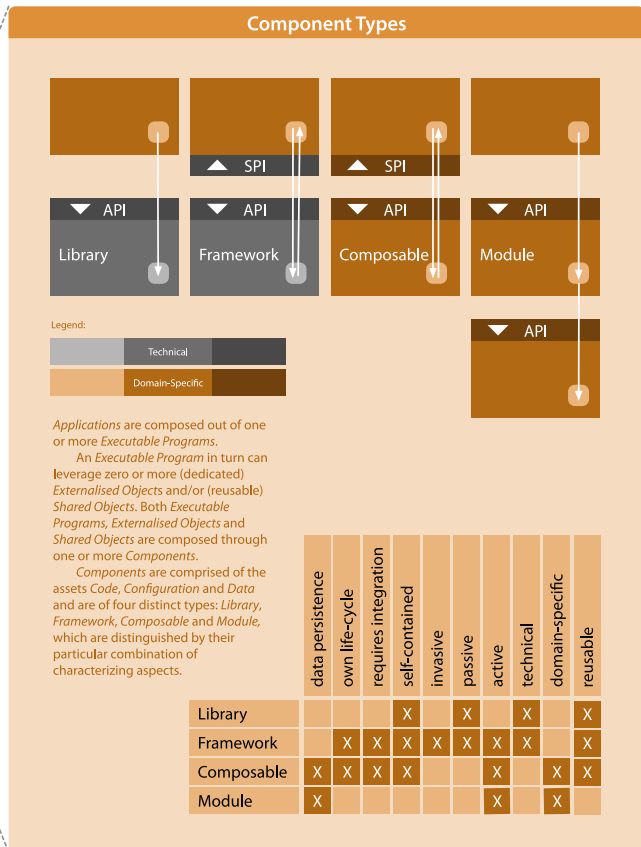 Component Types
SPI
SPI
API
API
API
API
Library
Framework
Composable
Module
API
Legend:
Technical
Domain-Specific
Applications are composed out of one
or more Executable Programs.
An Executable Program in turn can
leverage zero or more (dedicated)
Externalised Objects and/or (reusable)
Shared Objects. Both Executable
Programs, Externalised Objects and
Shared Objects are composed through
one or more Components.
Components are comprised of the
assets Code, Configuration and Data
and are of four distinct types: Library,
Framework, Composable and Module,
which are distinguished by their
particular combination of
characterizing aspects.
data persistence
own life-cycle
requires integration
self-contained
invasive
passive
active
technical
domain-specific
reusable
Library X X X X
Framework X X X X X X X X
Composable X X X X X X X
Module X X X